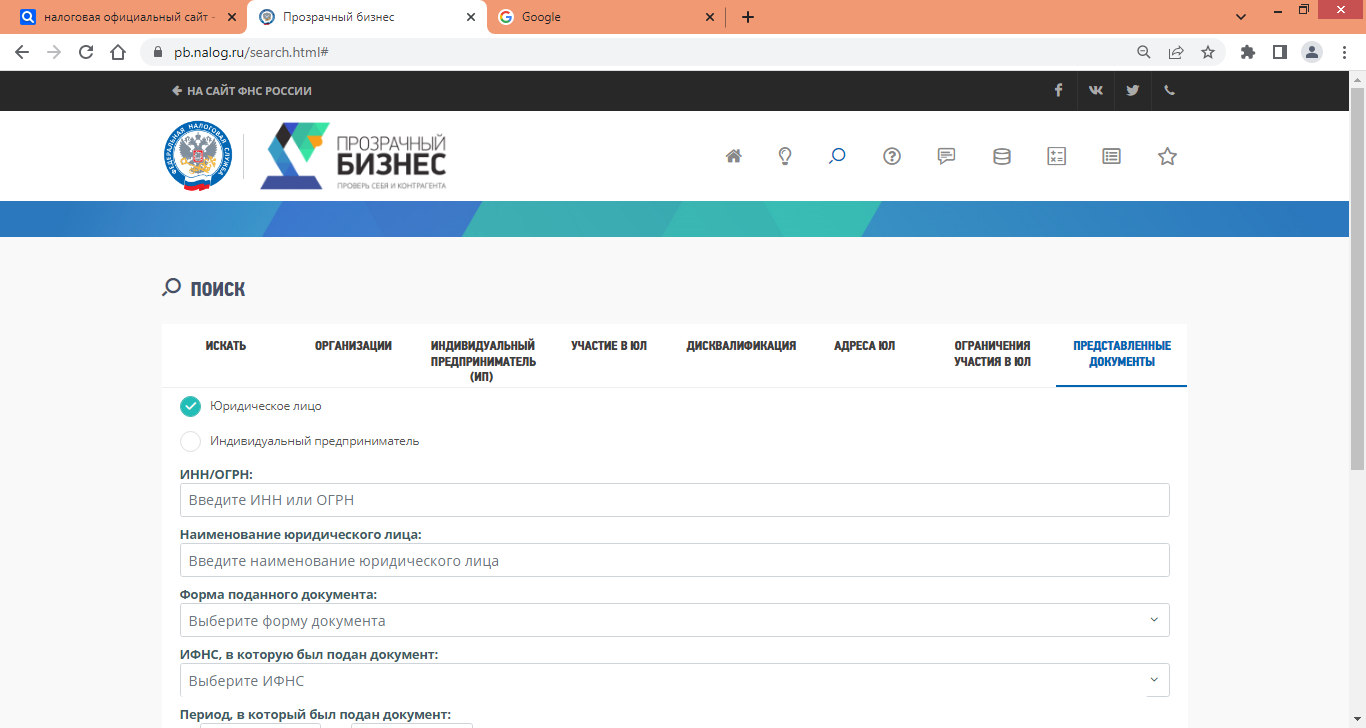 налоговая официальный сайт -
Прозрачный бизнес
Google
pb.nalog.ru/search.html#
НА САЙТ ФНС РОССИИ
ФЕДЕРАЛЬНАЯ НАЛОГОВАЯ СЛУЖБА
ПРОЗРАЧНЫЙ
БИЗНЕС
ПРОВЕРЬ СЕБЯ И КОНТРАГЕНТА
ПОИСК
ИСКАТЬ
ОРГАНИЗАЦИИ
ИНДИВИДУАЛЬНЫЙ
ПРЕДПРИНИМАТЕЛЬ
(ИП)
УЧАСТИЕ В ЮЛ
ДИСКВАЛИФИКАЦИЯ
АДРЕСА ЮЛ
ОГРАНИЧЕНИЯ
УЧАСТИЯ В ЮЛ
ПРЕДСТАВЛЕННЫЕ
ДОКУМЕНТЫ
Юридическое лицо
Индивидуальный предприниматель
ИНН/ОГРН:
Введите ИНН или ОГРН
Наименование юридического лица:
Введите наименование юридического лица
Форма поданного документа:
Выберите форму документа
ИФНС, в которую был подан документ:
Выберите ИФНС
Период, в который был подан документ: